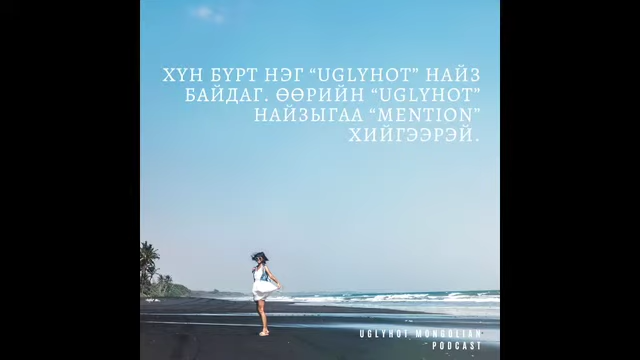 ХҮН БҮРТ НЭГ “UGLYHOT” НАЙЗ
БАЙДАГ. ӨӨРИЙН “UGLYHOT”
НАЙЗЫГАА “MENTION”
ХИЙГЭЭРЭЙ.
UGLYHOT MONGOLIAN
PODCAST